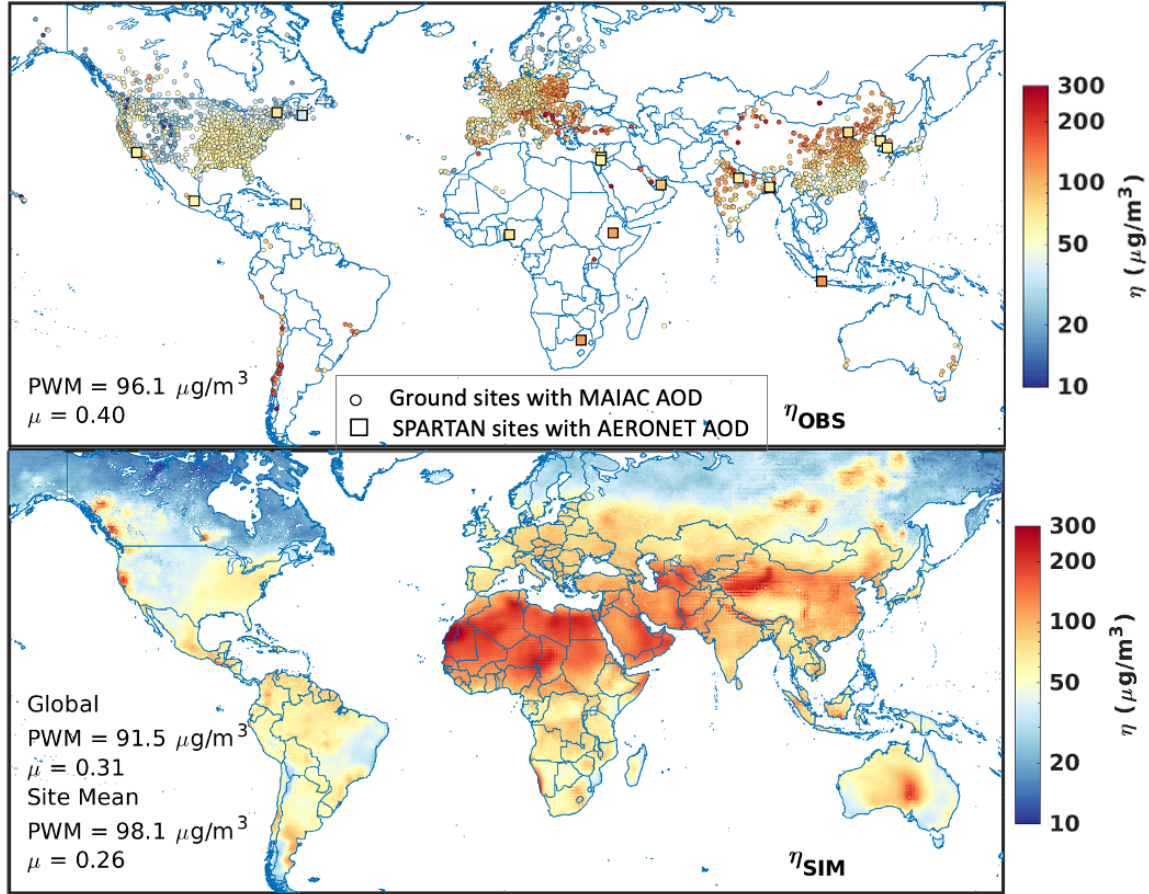 300
200
100
50
20
10
η ( μg/m³)
PWM = 96.1 μg/m³
μ = 0.40
Ground sites with MAIAC AOD
SPARTAN sites with AERONET AOD
ηOBS
300
200
100
50
20
10
η ( μg/m³)
Global
PWM = 91.5 μg/m³
μ = 0.31
Site Mean
PWM = 98.1 μg/m³
μ = 0.26
ηSIM